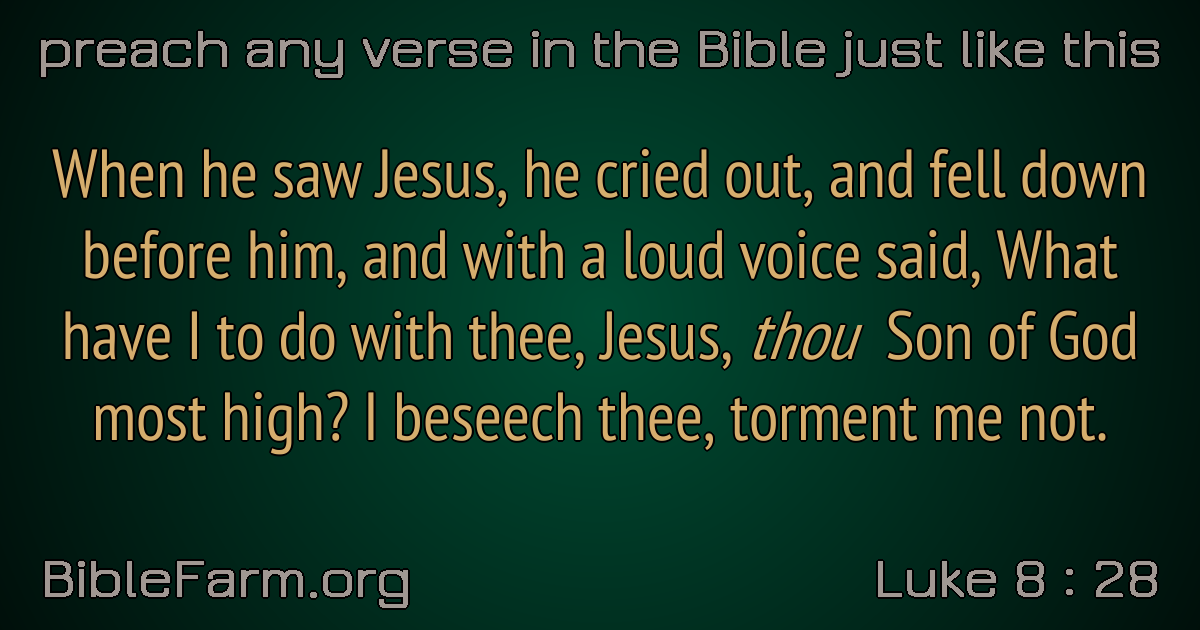 preach any verse in the Bible just like this
When he saw Jesus, he cried out, and fell down
before him, and with a loud voice said, What
have I to do with thee, Jesus, thou Son of God
most high? I beseech thee, torment me not.
BibleFarm.org
Luke 8 : 28